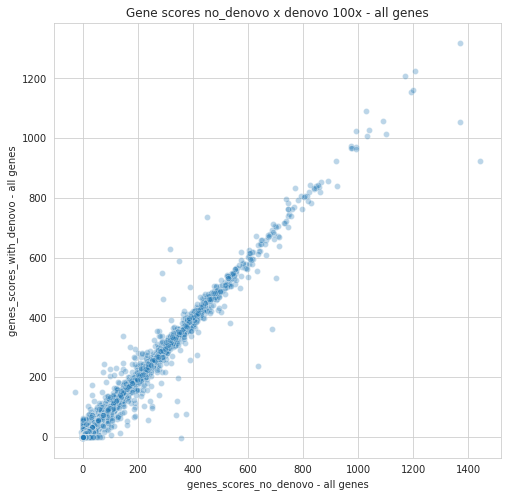 Gene scores no_denovo x denovo 100x - all genes
genes_scores_with_denovo - all genes
1200
1000
800
600
400
200
0
0 200 400 600 800 1000 1200 1400
genes_scores_no_denovo - all genes